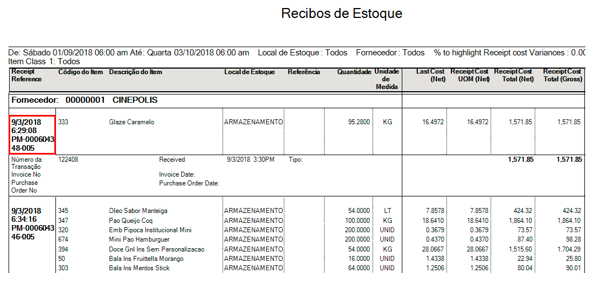 Recibos de Estoque
De: Sábado 01/09/2018 06:00 am Até: Quarta 03/10/2018 06:00 am Local de Estoque : Todos Fornecedor : Todos % to highlight Receipt cost Variances : 0.00
Item Class 1: Todos
Receipt Reference Código do Item Descrição do Item Local de Estoque Referência Quantidade Unidade de Medida Last Cost (Net) Receipt Cost UOM (Net) Receipt Cost Total (Net) Receipt Cost Total (Gross)
Fornecedor: 00000001 CINEPOLIS
9/3/2018 333 Glaze Caramelo ARMAZENAMENTO 95.2800 KG 16.4972 16.4972 1,571.85 1,571.85
6:29:08
PM-0006043
48-005
Número da Transação 122408 Received 9/3/2018 3:30PM Tipo: 1,571.85 1,571.85
Invoice No Invoice Date:
Purchase Order No Purchase Order Date:
9/3/2018 345 Oleo Sabor Manteiga ARMAZENAMENTO 54.0000 LT 7.8578 7.8578 424.32 424.32
6:34:16 347 Pao Queijo Coq ARMAZENAMENTO 100.0000 KG 18.6410 18.6410 1,864.10 1,864.10
PM-0006043 320 Emb Pipoca Institucional Mini ARMAZENAMENTO 200.0000 UNID 0.3679 0.3679 73.57 73.57
46-005 674 Mini Pao Hamburguer ARMAZENAMENTO 200.0000 UNID 0.4370 0.4370 87.40 98.28
394 Doce Gril Ins Sem Personalizacao ARMAZENAMENTO 54.0000 KG 28.0667 28.0667 1,515.60 1,704.29
50 Bala Ins Fruittella Morango ARMAZENAMENTO 16.0000 UNID 1.4338 1.4338 22.94 25.80
303 Bala Ins Mentos Stick ARMAZENAMENTO 64.0000 UNID 1.2506 1.2506 80.04 90.01